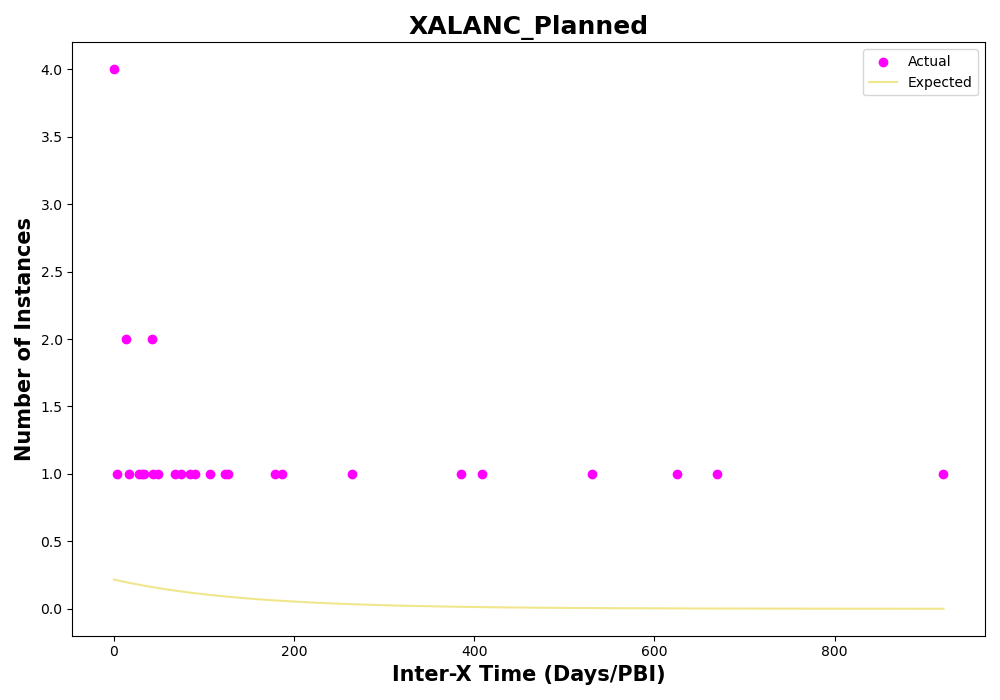 XALANC_Planned
Actual
Expected
Number of Instances
4.0
3.5
3.0
2.5
2.0
1.5
1.0
0.5
0.0
0
200
400
600
800
Inter-X Time (Days/PBI)